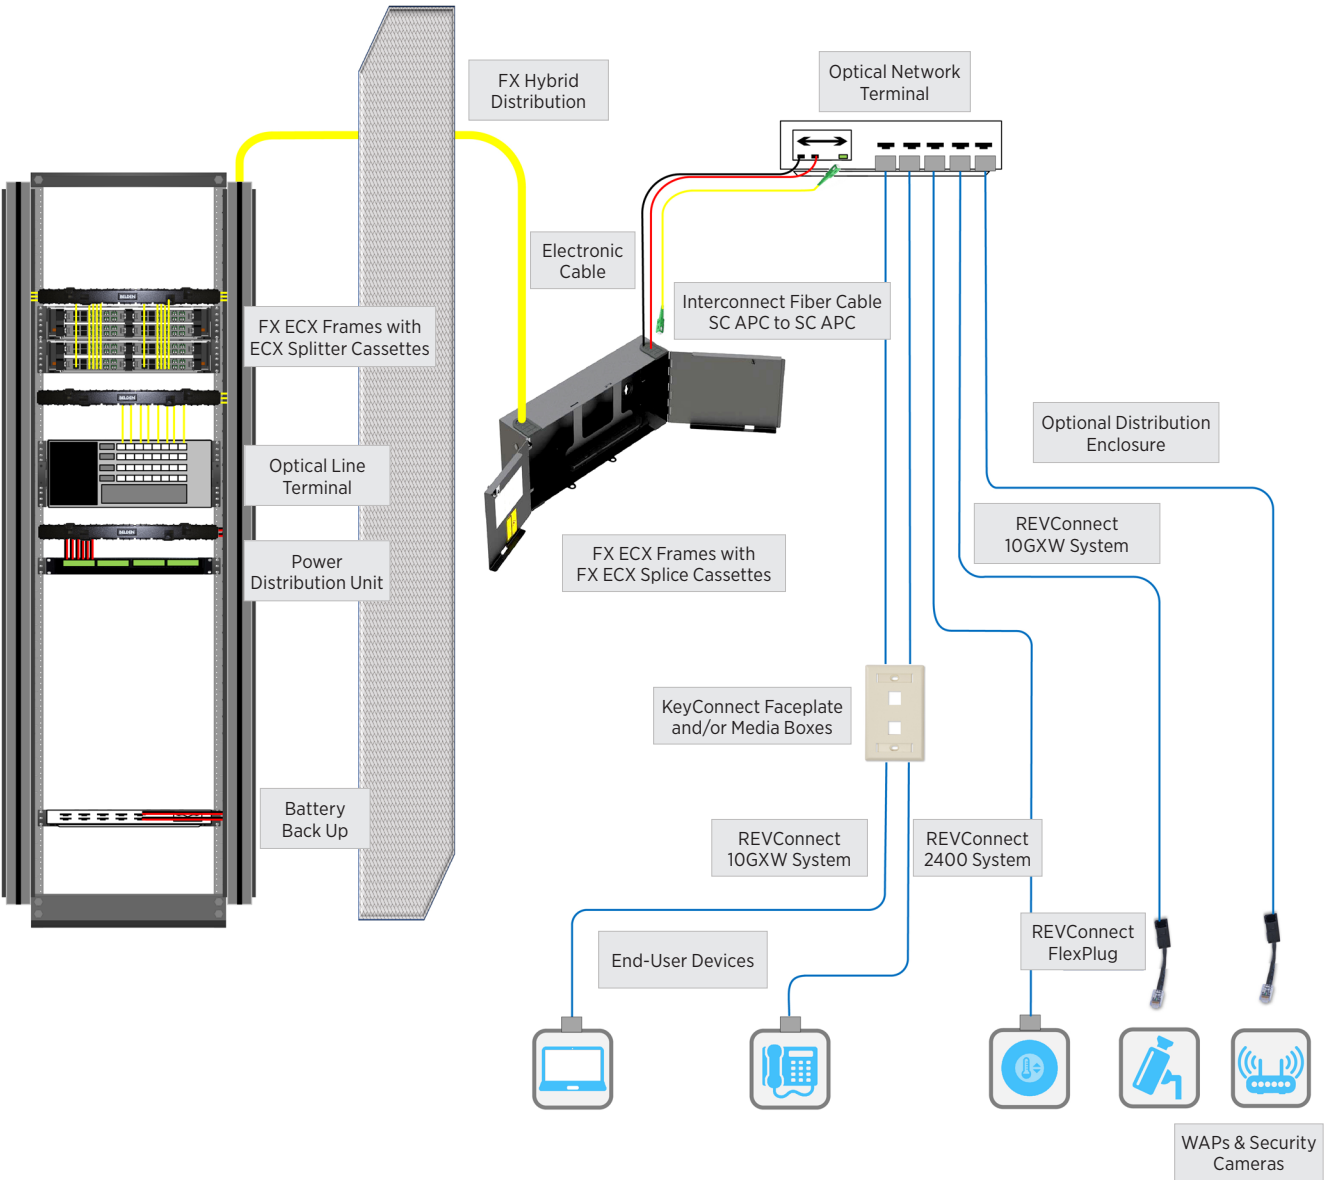 FX Hybrid
Distribution
Optical Network
Terminal
Electronic
Cable
Interconnect Fiber Cable
SC APC to SC APC
BELDEN
FX ECX Frames with
ECX Splitter Cassettes
BELDEN
Optional Distribution
Enclosure
Optical Line
Terminal
REVConnect
10GXW System
BELDEN
Power
Distribution Unit
FX ECX Frames with
FX ECX Splice Cassettes
KeyConnect Faceplate
and/or Media Boxes
Battery
Back Up
REVConnect
10GXW System
REVConnect
2400 System
REVConnect
FlexPlug
End-User Devices
WAPs & Security
Cameras